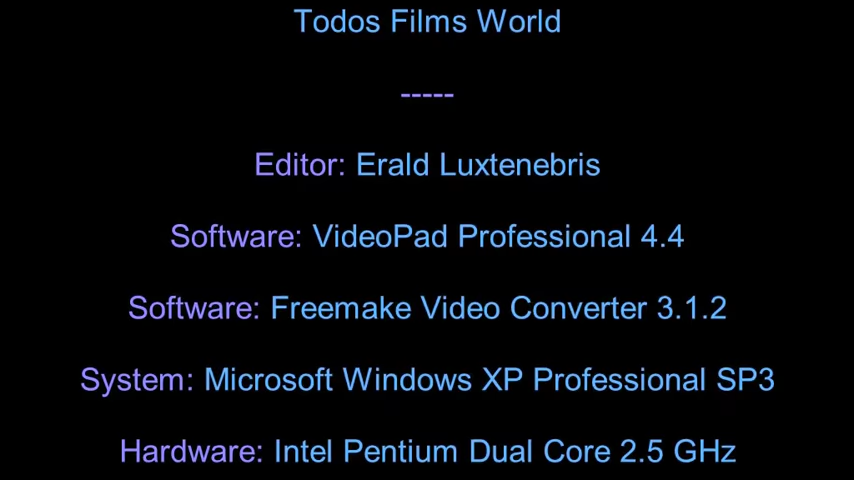 Todos Films World
-----
Editor: Erald Luxtenebris
Software: VideoPad Professional 4.4
Software: Freemake Video Converter 3.1.2
System: Microsoft Windows XP Professional SP3
Hardware: Intel Pentium Dual Core 2.5 GHz